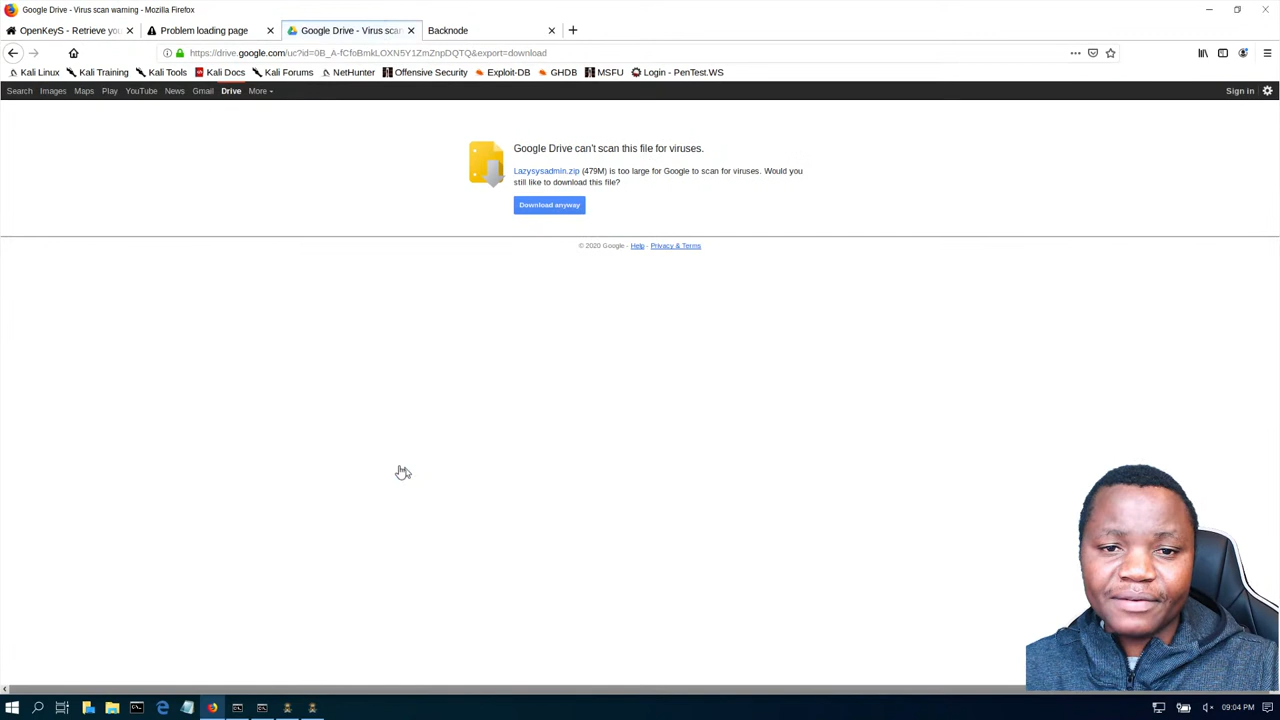 Google Drive - Virus scan warning - Mozilla Firefox
OpenKeyS - Retrieve you
Problem loading page
Google Drive - Virus scan
Backnode
https://drive.google.com/uc?id=0B_A-fCfoBmkLOXN5Y1ZmZnpDQTQ&export=download
Kali Linux Kali Training Kali Tools Kali Docs Kali Forums NetHunter Offensive Security Exploit-DB GHDB MSFU Login - PenTest.WS
Search Images Maps Play YouTube News Gmail Drive More Sign in
Google Drive can't scan this file for viruses.
Lazysysadmin.zip (479M) is too large for Google to scan for viruses. Would you
still like to download this file?
Download anyway
© 2020 Google - Help - Privacy & Terms
09:04 PM